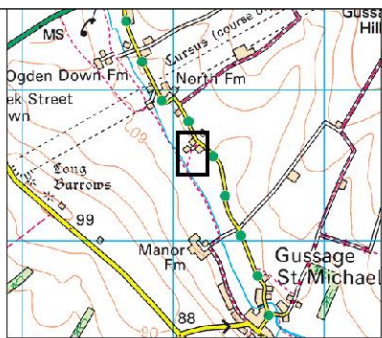 MS
Gussa
Hill
Cursus (course o
Ogden Down Fm
North Fm
ek Street
wn
60
Long
Barrows
99
Manor
Fm
Gussage
St Michael
88